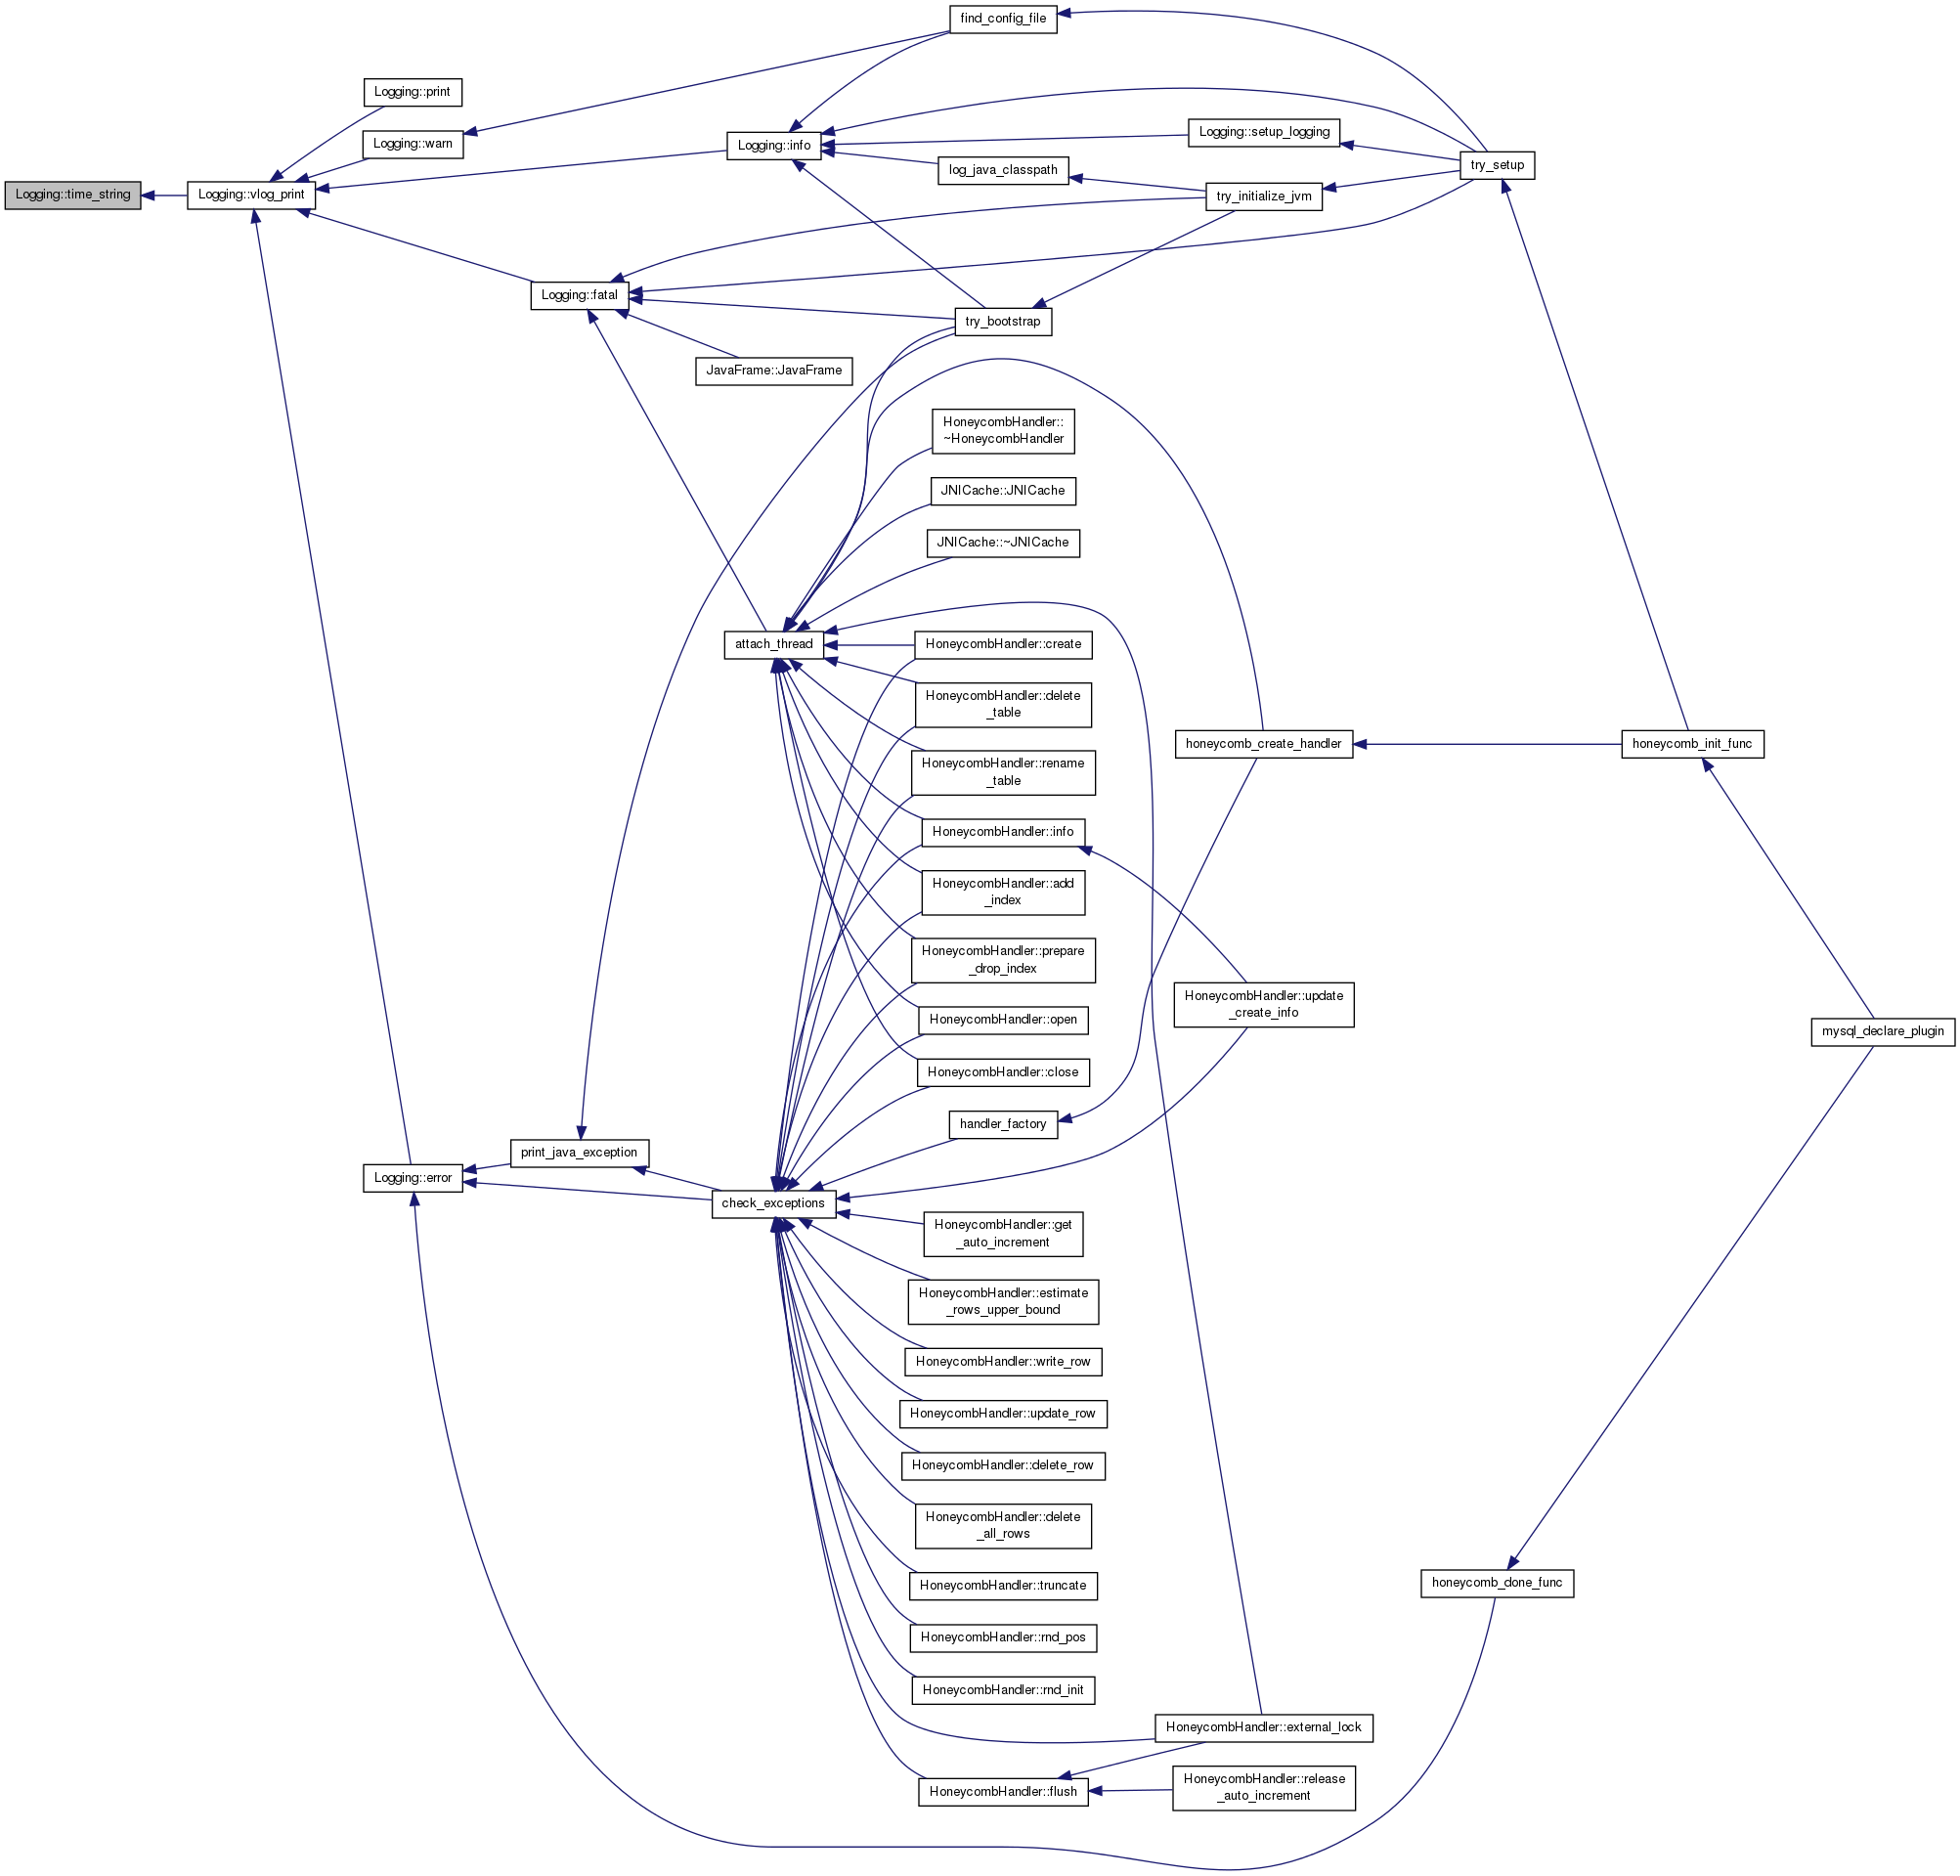 find_config_file
Logging::print
Logging::warn
Logging::setup_logging
Logging::info
try_setup
log_java_classpath
Logging::time_string
Logging::vlog_print
try_initialize_jvm
Logging::fatal
try_bootstrap
JavaFrame::JavaFrame
HoneycombHandler::
~HoneycombHandler
JNICache::JNICache
JNICache::~JNICache
attach_thread
HoneycombHandler::create
HoneycombHandler::delete
_table
honeycomb_create_handler
honeycomb_init_func
HoneycombHandler::rename
_table
HoneycombHandler::info
HoneycombHandler::add
_index
HoneycombHandler::prepare
_drop_index
HoneycombHandler::update
_create_info
HoneycombHandler::open
mysql_declare_plugin
HoneycombHandler::close
handler_factory
print_java_exception
Logging::error
check_exceptions
HoneycombHandler::get
_auto_increment
HoneycombHandler::estimate
_rows_upper_bound
HoneycombHandler::write_row
HoneycombHandler::update_row
HoneycombHandler::delete_row
HoneycombHandler::delete
_all_rows
honeycomb_done_func
HoneycombHandler::truncate
HoneycombHandler::rnd_pos
HoneycombHandler::rnd_init
HoneycombHandler::external_lock
HoneycombHandler::flush
HoneycombHandler::release
_auto_increment